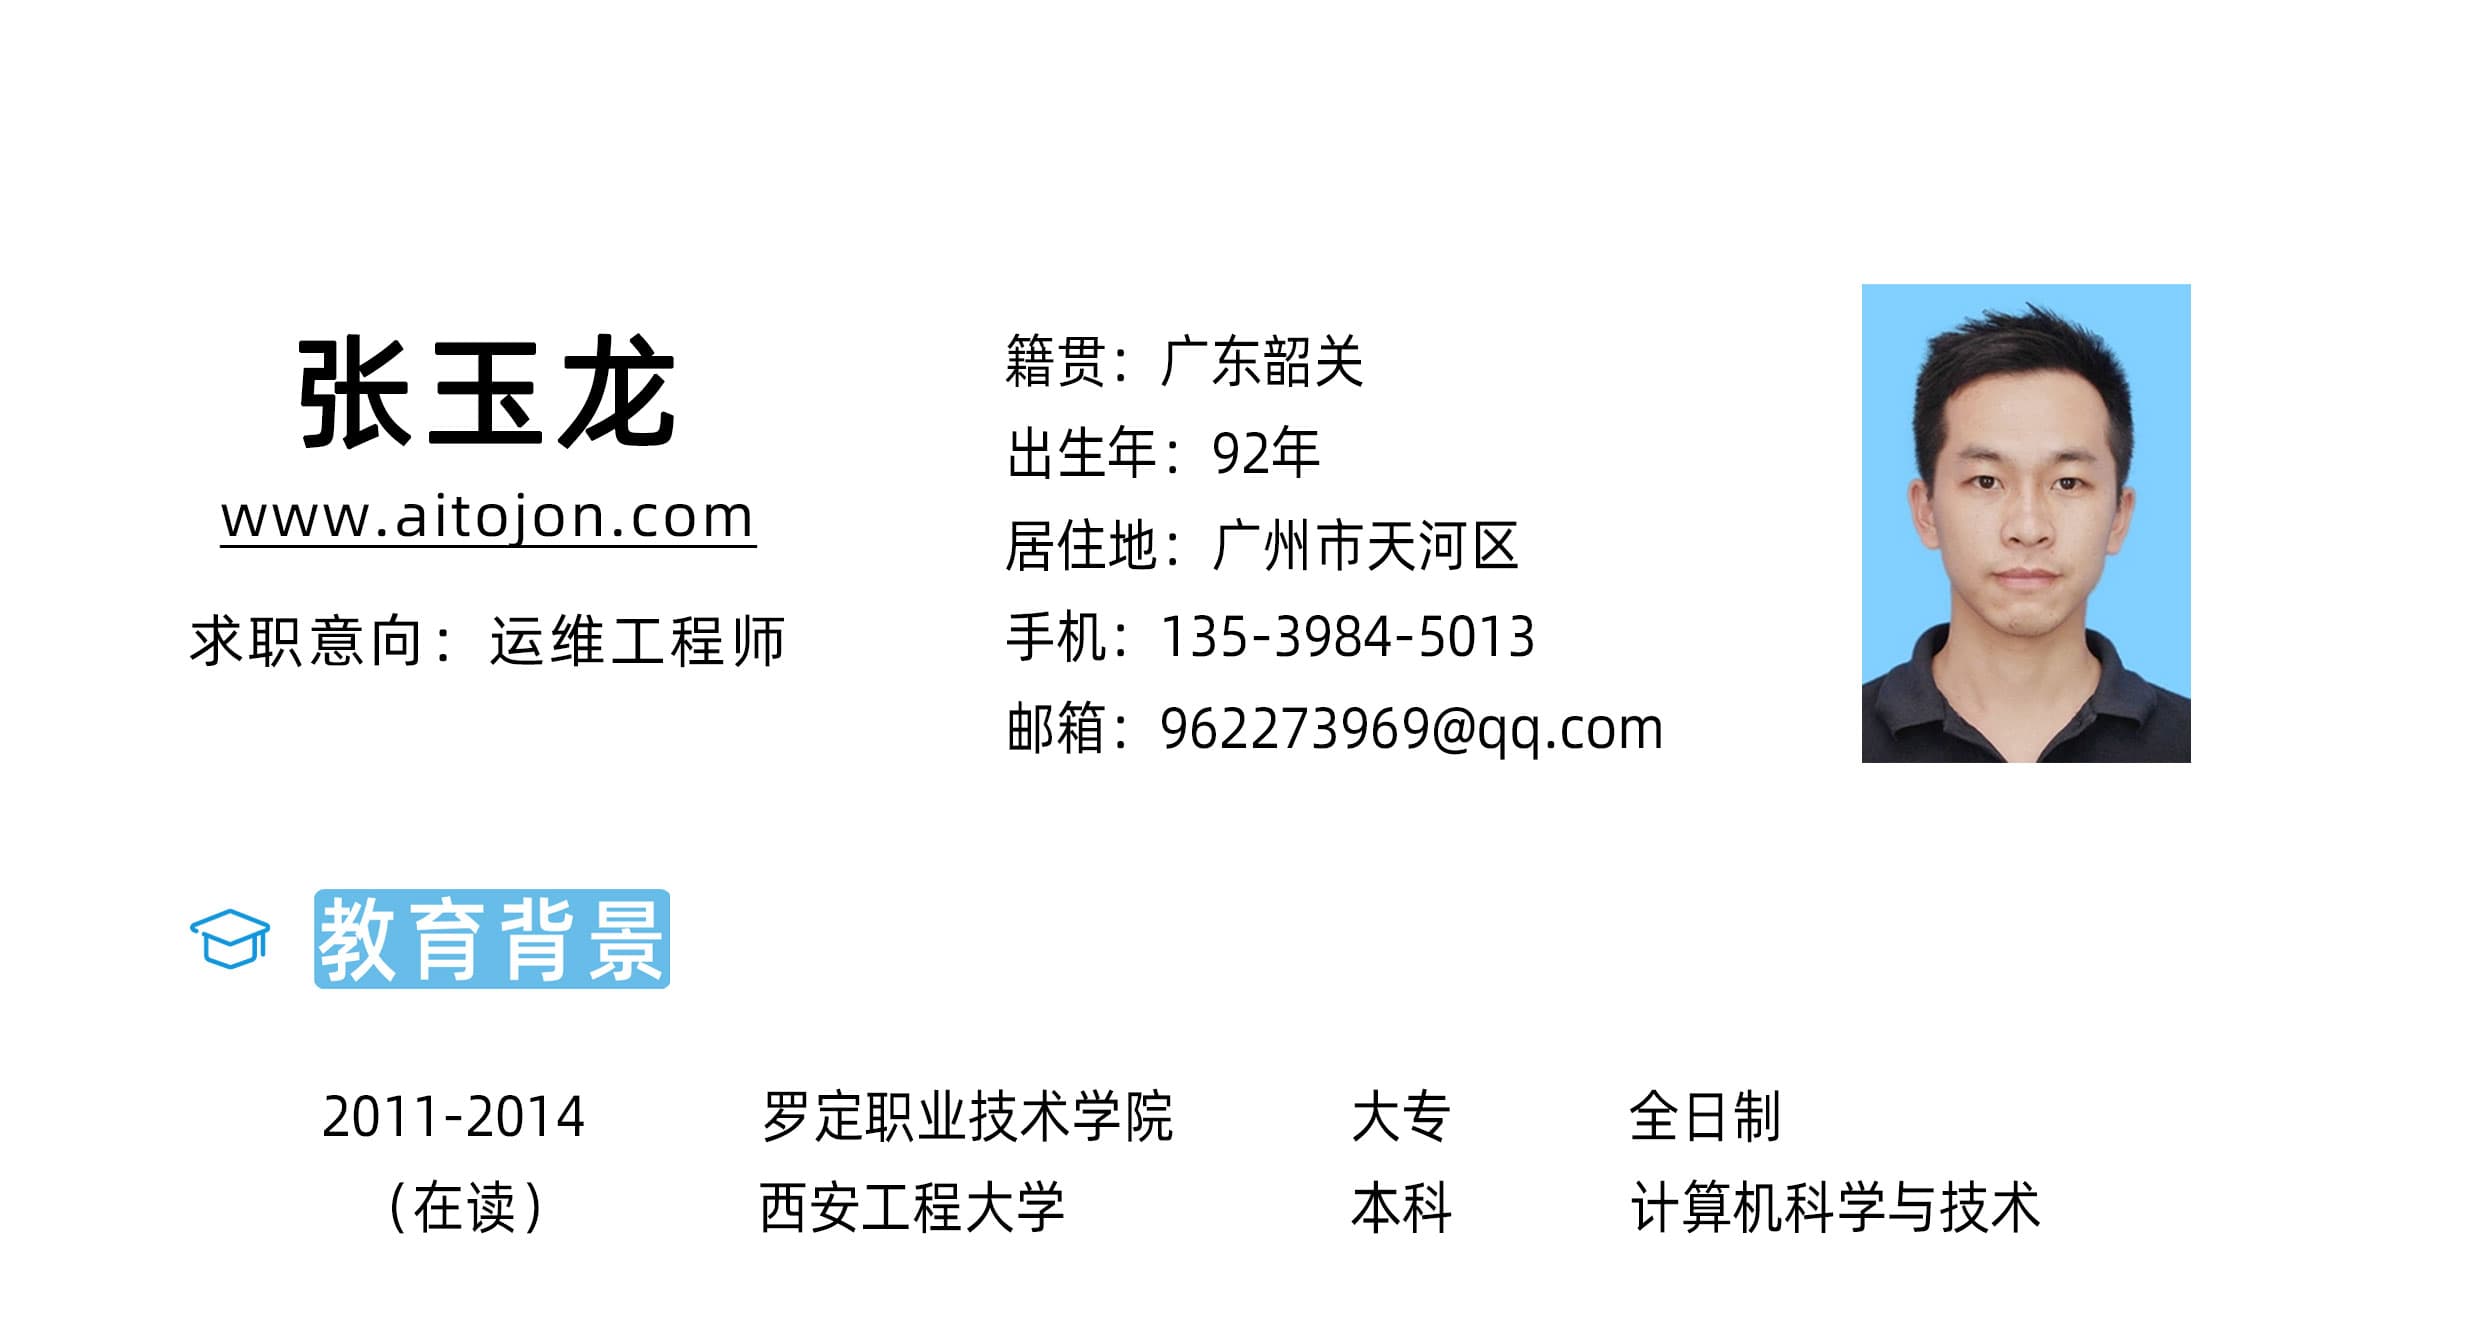 张玉龙
www.aitojon.com
求职意向：运维工程师
籍贯：广东韶关
出生年：92年
居住地：广州市天河区
手机：135-3984-5013
邮箱：962273969@qq.com
教育背景
2011-2014 罗定职业技术学院 大专 全日制
（在读） 西安工程大学 本科 计算机科学与技术